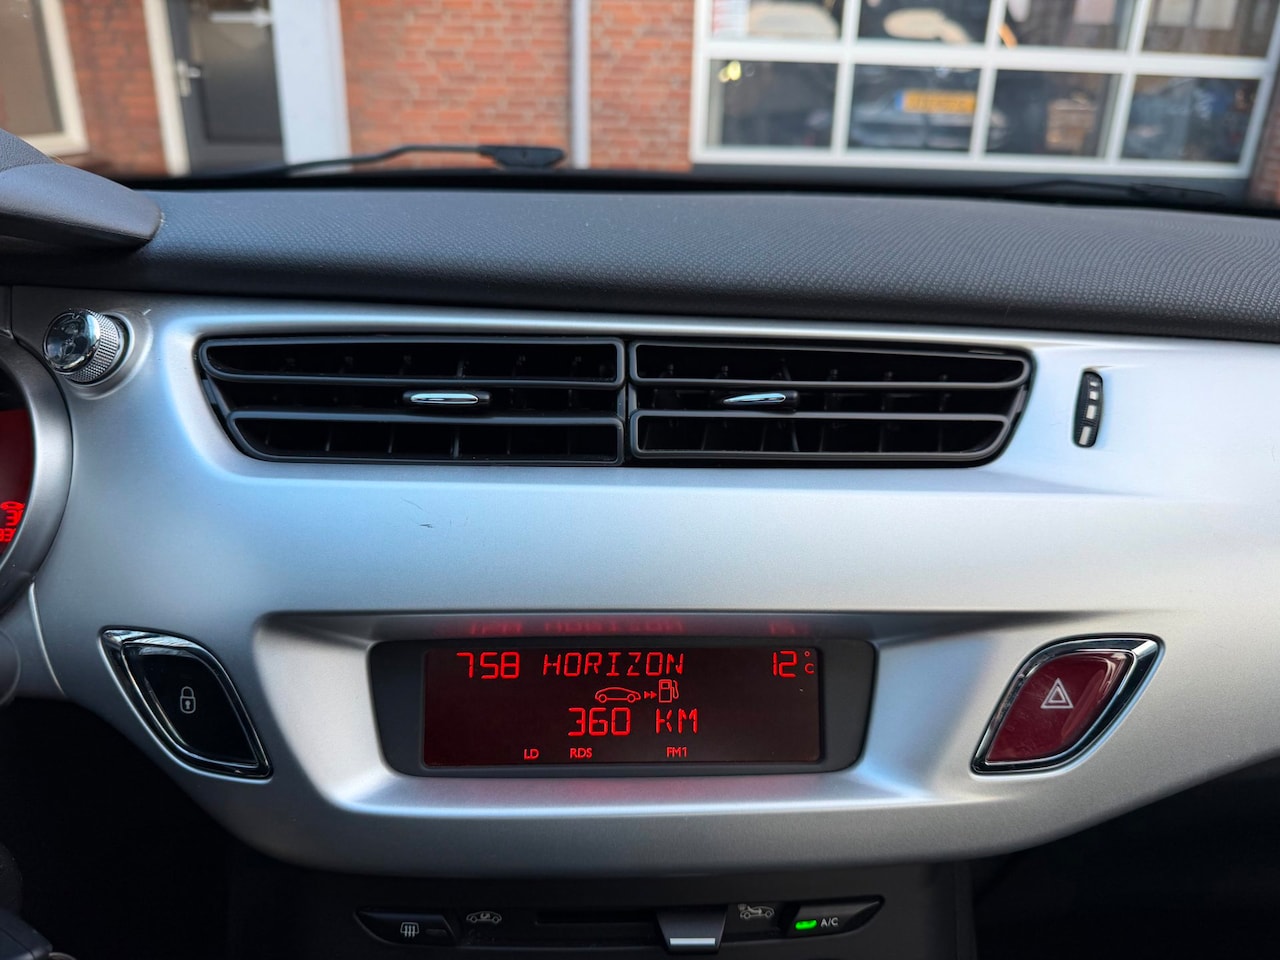 758 HORIZON 12°C
360 KM
LD RDS FM1
A/C